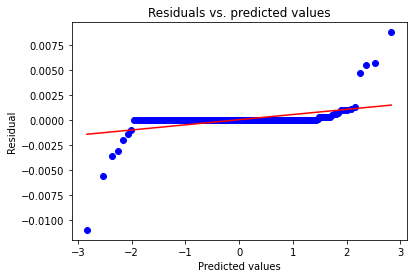 Residuals vs. predicted values
0.0075
0.0050
0.0025
0.0000
−0.0025
−0.0050
−0.0075
−0.0100
Residual
−3 −2 −1 0 1 2 3
Predicted values